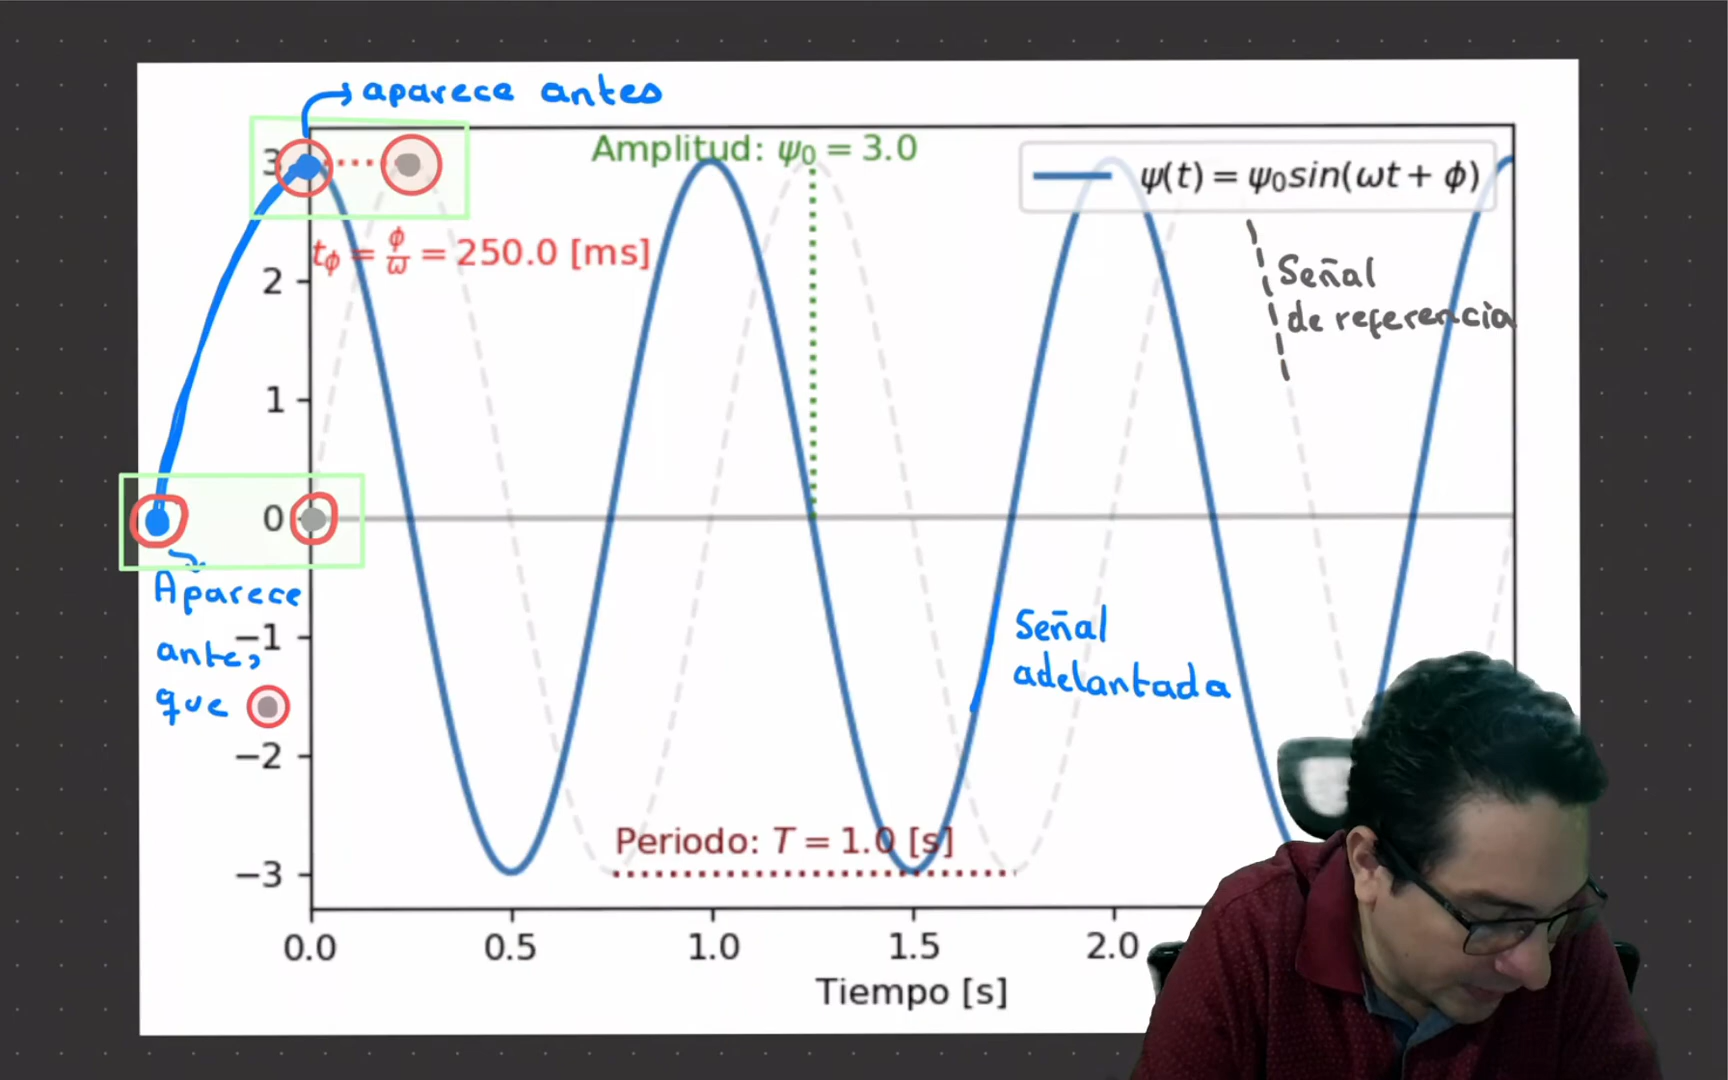 aparece antes
Amplitud: ψ₀ = 3.0
ψ(t) = ψ₀sin(ωt + ϕ)
3
t_ϕ = ϕ/ω = 250.0 [ms]
Señal
de referencia
2
1
0
Aparece
antes
que
−1
Señal
adelantada
−2
Periodo: T = 1.0 [s]
−3
0.0 0.5 1.0 1.5 2.0
Tiempo [s]